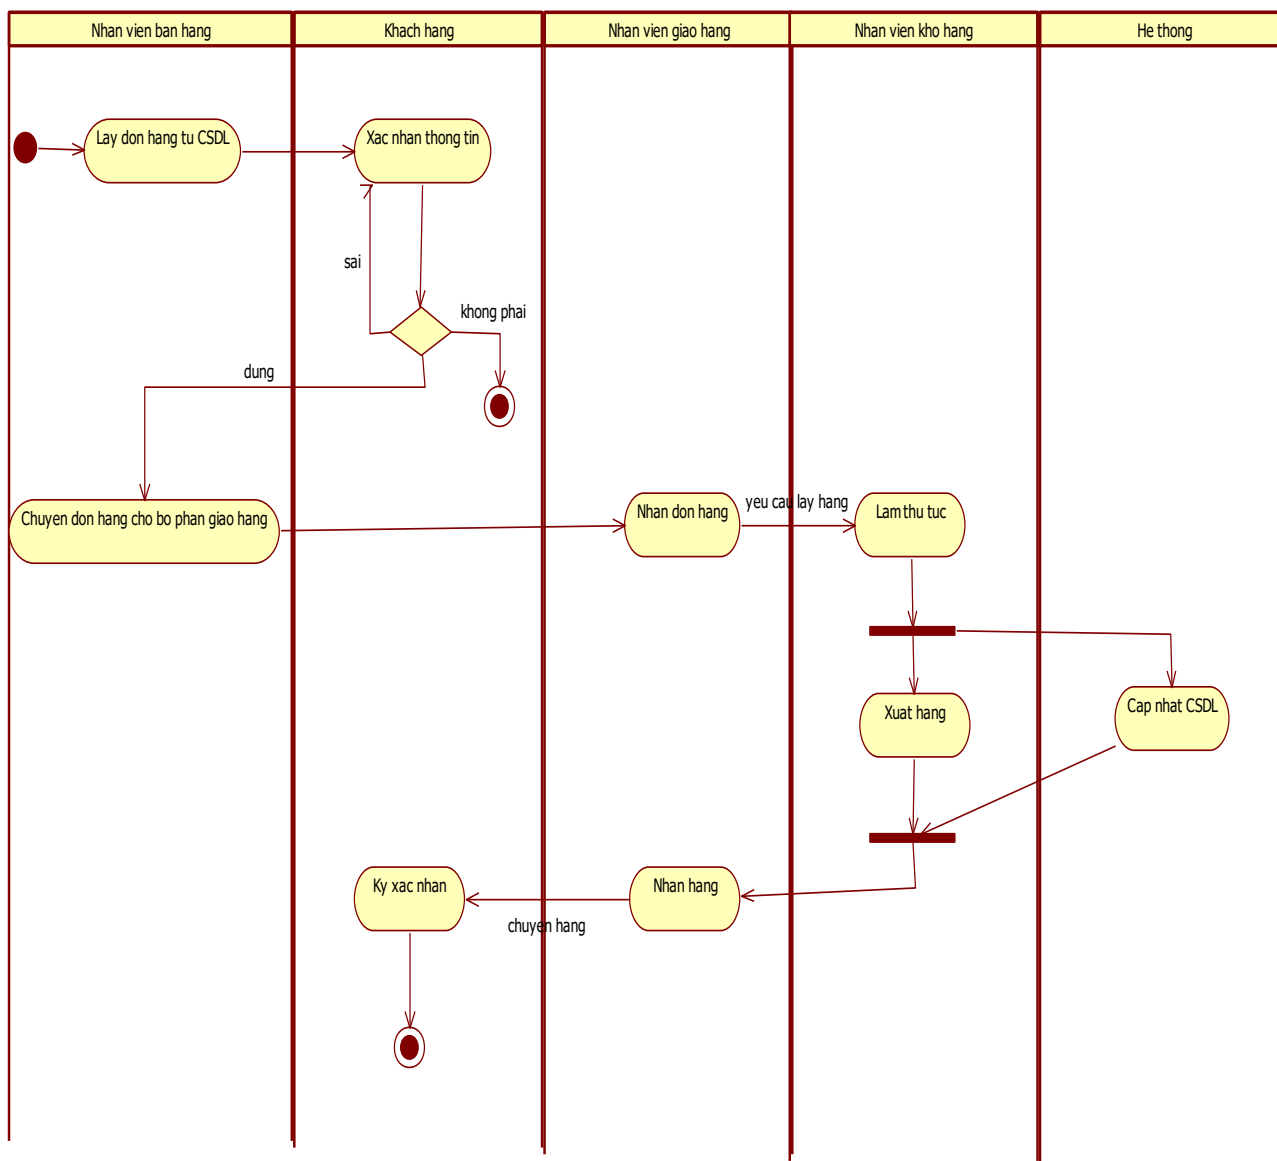 Nhan vien ban hang
Khach hang
Nhan vien giao hang
Nhan vien kho hang
He thong
Lay don hang tu CSDL
Xac nhan thong tin
sai
khong phai
dung
Chuyen don hang cho bo phan giao hang
Nhan don hang
yeu cau lay hang
Lam thu tuc
Xuat hang
Cap nhat CSDL
Ky xac nhan
Nhan hang
chuyen hang